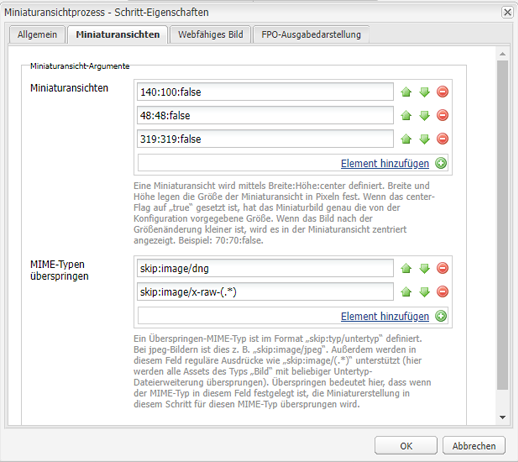 Miniaturansichtprozess - Schritt-Eigenschaften
Allgemein Miniaturansichten Webfähiges Bild FPO-Ausgabedarstellung
Miniaturansicht-Argumente
Miniaturansichten
140:100:false
48:48:false
319:319:false
Element hinzufügen
Eine Miniaturansicht wird mittels Breite:Höhe:center definiert. Breite und
Höhe legen die Größe der Miniaturansicht in Pixeln fest. Wenn das center-
Flag auf „true" gesetzt ist, hat das Miniaturbild genau die von der
Konfiguration vorgegebene Größe. Wenn das Bild nach der
Größenänderung kleiner ist, wird es in der Miniaturansicht zentriert
angezeigt. Beispiel: 70:70:false.
MIME-Typen
überspringen
skip:image/dng
skip:image/x-raw-(.*)
Element hinzufügen
Ein Überspringen-MIME-Typ ist im Format „skip:typ/untertyp" definiert.
Bei jpeg-Bildern ist dies z. B. „skip:image/jpeg". Außerdem werden in
diesem Feld reguläre Ausdrücke wie „skip:image/(.*)" unterstützt (hier
werden alle Assets des Typs „Bild" mit beliebiger Untertyp-
Dateierweiterung übersprungen). Überspringen bedeutet hier, dass wenn
der MIME-Typ in diesem Feld festgelegt ist, die Miniaturerstellung in
diesem Schritt für diesen MIME-Typ übersprungen wird.
OK Abbrechen